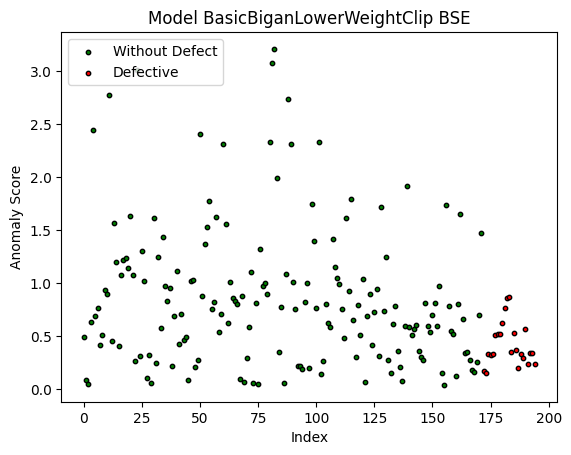 Model BasicBiganLowerWeightClip BSE
Without Defect
Defective
3.0
2.5
2.0
1.5
1.0
0.5
0.0
Anomaly Score
0 25 50 75 100 125 150 175 200
Index